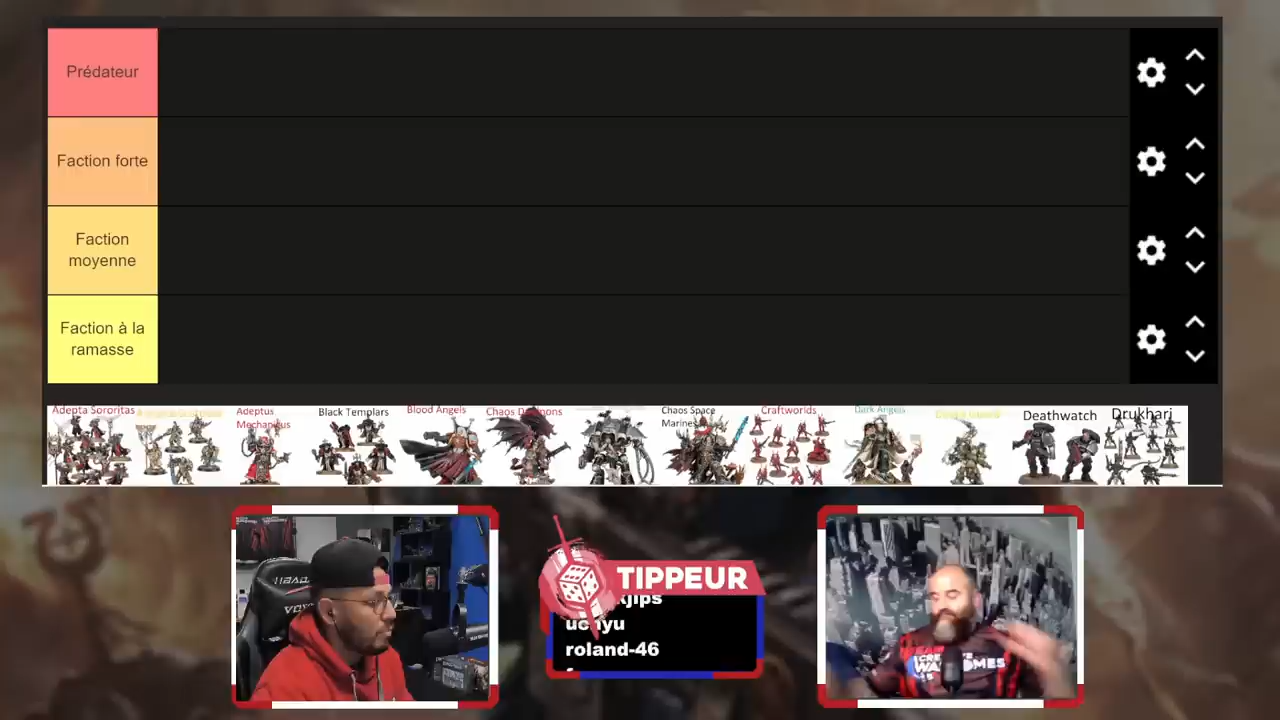 Prédateur
Faction forte
Faction
moyenne
Faction à la
ramasse
Adepta Sororitas
Adeptus
Mechanicus
Black Templars
Blood Angels
Chaos Daemons
Chaos Space
Marines
Craftworlds
Dark Angels
Deathwatch
Drukhari
TIPPEUR
roland-46